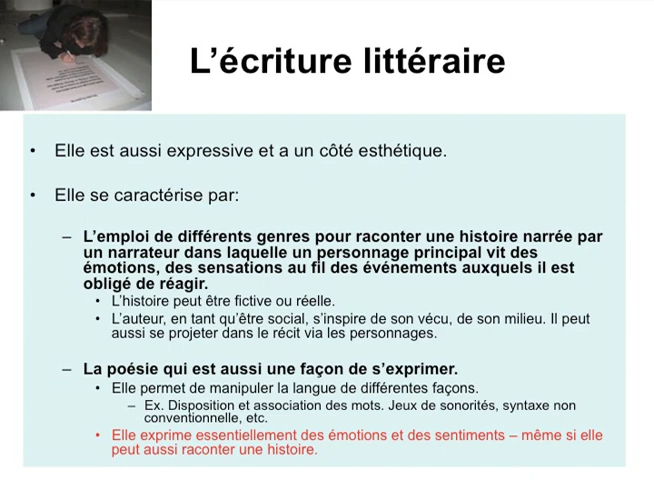 L'écriture littéraire
• Elle est aussi expressive et a un côté esthétique.
• Elle se caractérise par:
– L'emploi de différents genres pour raconter une histoire narrée par
un narrateur dans laquelle un personnage principal vit des
émotions, des sensations au fil des événements auxquels il est
obligé de réagir.
• L'histoire peut être fictive ou réelle.
• L'auteur, en tant qu'être social, s'inspire de son vécu, de son milieu. Il peut
aussi se projeter dans le récit via les personnages.
– La poésie qui est aussi une façon de s'exprimer.
• Elle permet de manipuler la langue de différentes façons.
– Ex. Disposition et association des mots. Jeux de sonorités, syntaxe non
conventionnelle, etc.
• Elle exprime essentiellement des émotions et des sentiments – même si elle
peut aussi raconter une histoire.